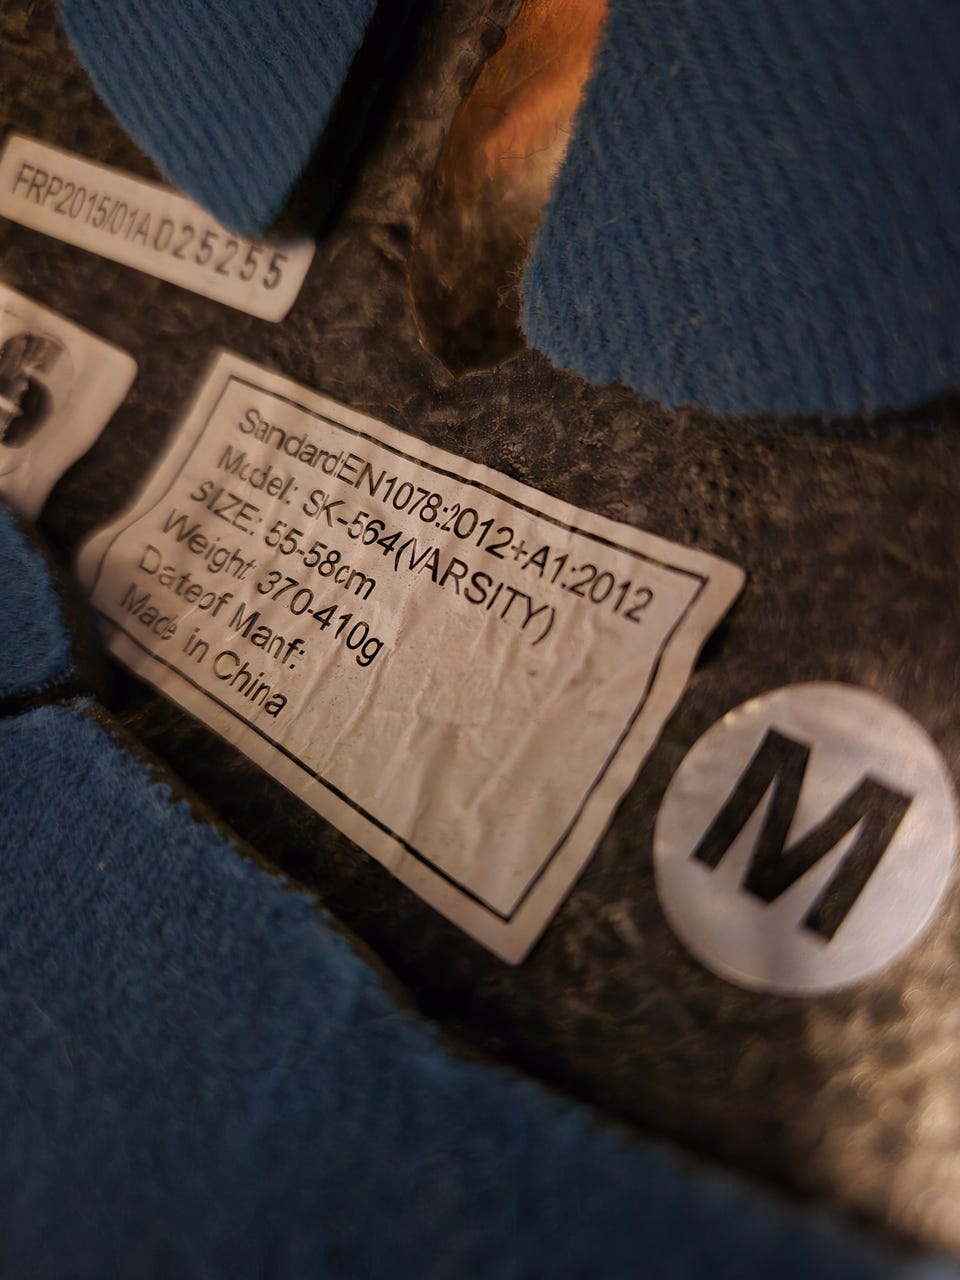 FRP2015/01A025255
StandardEN1078:2012+A1:2012
Model: SK-564(VARSITY)
SIZE: 55-58cm
Weight: 370-410g
Dateof Manf:
Made in China
M